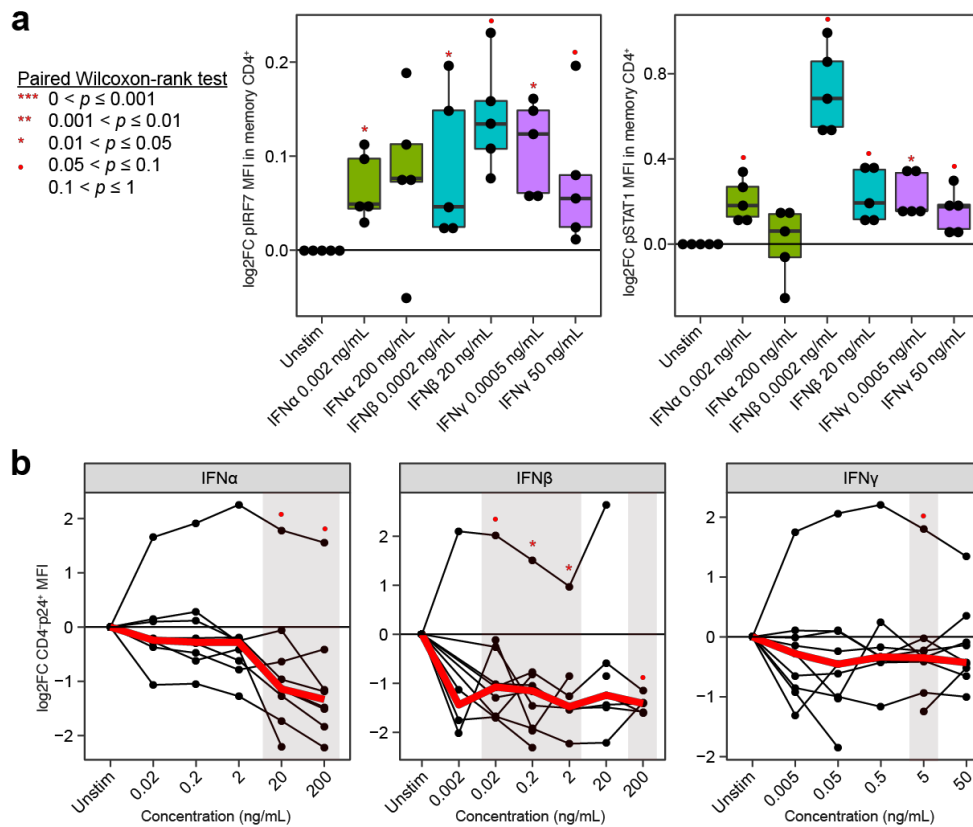 a
Paired Wilcoxon-rank test
*** 0 < p ≤ 0.001
** 0.001 < p ≤ 0.01
* 0.01 < p ≤ 0.05
• 0.05 < p ≤ 0.1
0.1 < p ≤ 1
log2FC pIRF7 MFI in memory CD4⁺
0.2
0.1
0.0
*
*
•
*
•
Unstim
IFNα 0.002 ng/mL
IFNα 200 ng/mL
IFNβ 0.0002 ng/mL
IFNβ 20 ng/mL
IFNγ 0.0005 ng/mL
IFNγ 50 ng/mL
log2FC pSTAT1 MFI in memory CD4⁺
0.8
0.4
0.0
•
•
•
*
•
Unstim
IFNα 0.002 ng/mL
IFNα 200 ng/mL
IFNβ 0.0002 ng/mL
IFNβ 20 ng/mL
IFNγ 0.0005 ng/mL
IFNγ 50 ng/mL
b
IFNα
log2FC CD4⁻p24⁺ MFI
2
1
0
−1
−2
•
•
Unstim
0.02
0.2
2
20
200
Concentration (ng/mL)
IFNβ
2
1
0
−1
−2
•
*
*
•
Unstim
0.002
0.02
0.2
2
20
200
Concentration (ng/mL)
IFNγ
2
1
0
−1
−2
•
Unstim
0.005
0.05
0.5
5
50
Concentration (ng/mL)